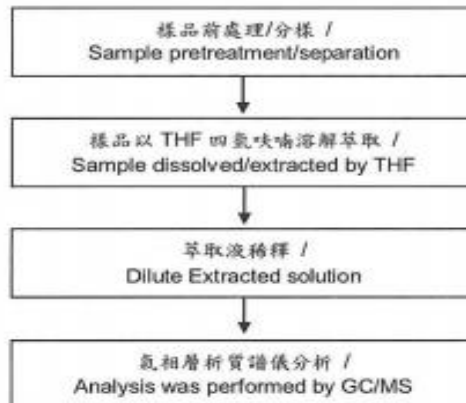 樣品前處理/分樣 /
Sample pretreatment/separation
樣品以 THF 四氫呋喃溶解萃取 /
Sample dissolved/extracted by THF
萃取液稀釋 /
Dilute Extracted solution
氣相層析質譜儀分析 /
Analysis was performed by GC/MS